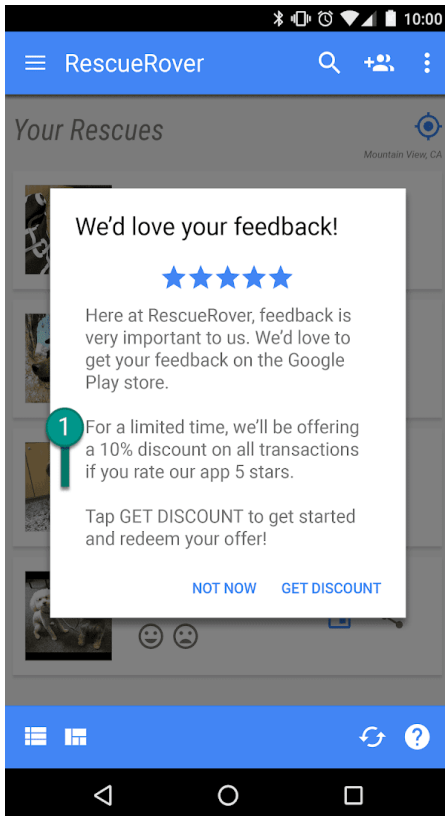 10:00
RescueRover
Your Rescues
Mountain View, CA
We'd love your feedback!
Here at RescueRover, feedback is
very important to us. We'd love to
get your feedback on the Google
Play store.
1
For a limited time, we'll be offering
a 10% discount on all transactions
if you rate our app 5 stars.
Tap GET DISCOUNT to get started
and redeem your offer!
NOT NOW GET DISCOUNT